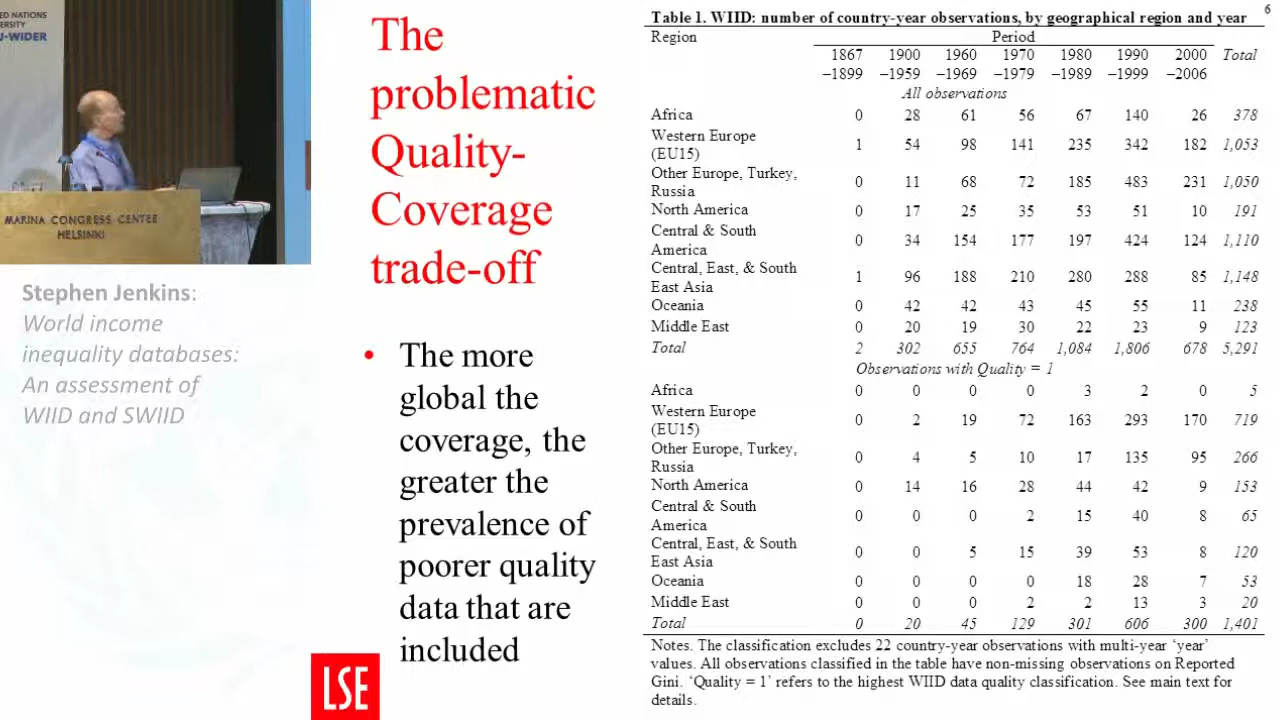 ED NATIONS
ERSITY
U-WIDER
MARINA CONGRESS CENTER
HELSINKI
Stephen Jenkins:
World income
inequality databases:
An assessment of
WIID and SWIID
The
problematic
Quality-
Coverage
trade-off
• The more
global the
coverage, the
greater the
prevalence of
poorer quality
data that are
included
LSE
6
Table 1. WIID: number of country-year observations, by geographical region and year
Region Period
1867 1900 1960 1970 1980 1990 2000 Total
–1899 –1959 –1969 –1979 –1989 –1999 –2006
All observations
Africa 0 28 61 56 67 140 26 378
Western Europe
(EU15) 1 54 98 141 235 342 182 1,053
Other Europe, Turkey,
Russia 0 11 68 72 185 483 231 1,050
North America 0 17 25 35 53 51 10 191
Central & South
America 0 34 154 177 197 424 124 1,110
Central, East, & South
East Asia 1 96 188 210 280 288 85 1,148
Oceania 0 42 42 43 45 55 11 238
Middle East 0 20 19 30 22 23 9 123
Total 2 302 655 764 1,084 1,806 678 5,291
Observations with Quality = 1
Africa 0 0 0 0 3 2 0 5
Western Europe
(EU15) 0 2 19 72 163 293 170 719
Other Europe, Turkey,
Russia 0 4 5 10 17 135 95 266
North America 0 14 16 28 44 42 9 153
Central & South
America 0 0 0 2 15 40 8 65
Central, East, & South
East Asia 0 0 5 15 39 53 8 120
Oceania 0 0 0 0 18 28 7 53
Middle East 0 0 0 2 2 13 3 20
Total 0 20 45 129 301 606 300 1,401
Notes. The classification excludes 22 country-year observations with multi-year ‘year’
values. All observations classified in the table have non-missing observations on Reported
Gini. ‘Quality = 1’ refers to the highest WIID data quality classification. See main text for
details.